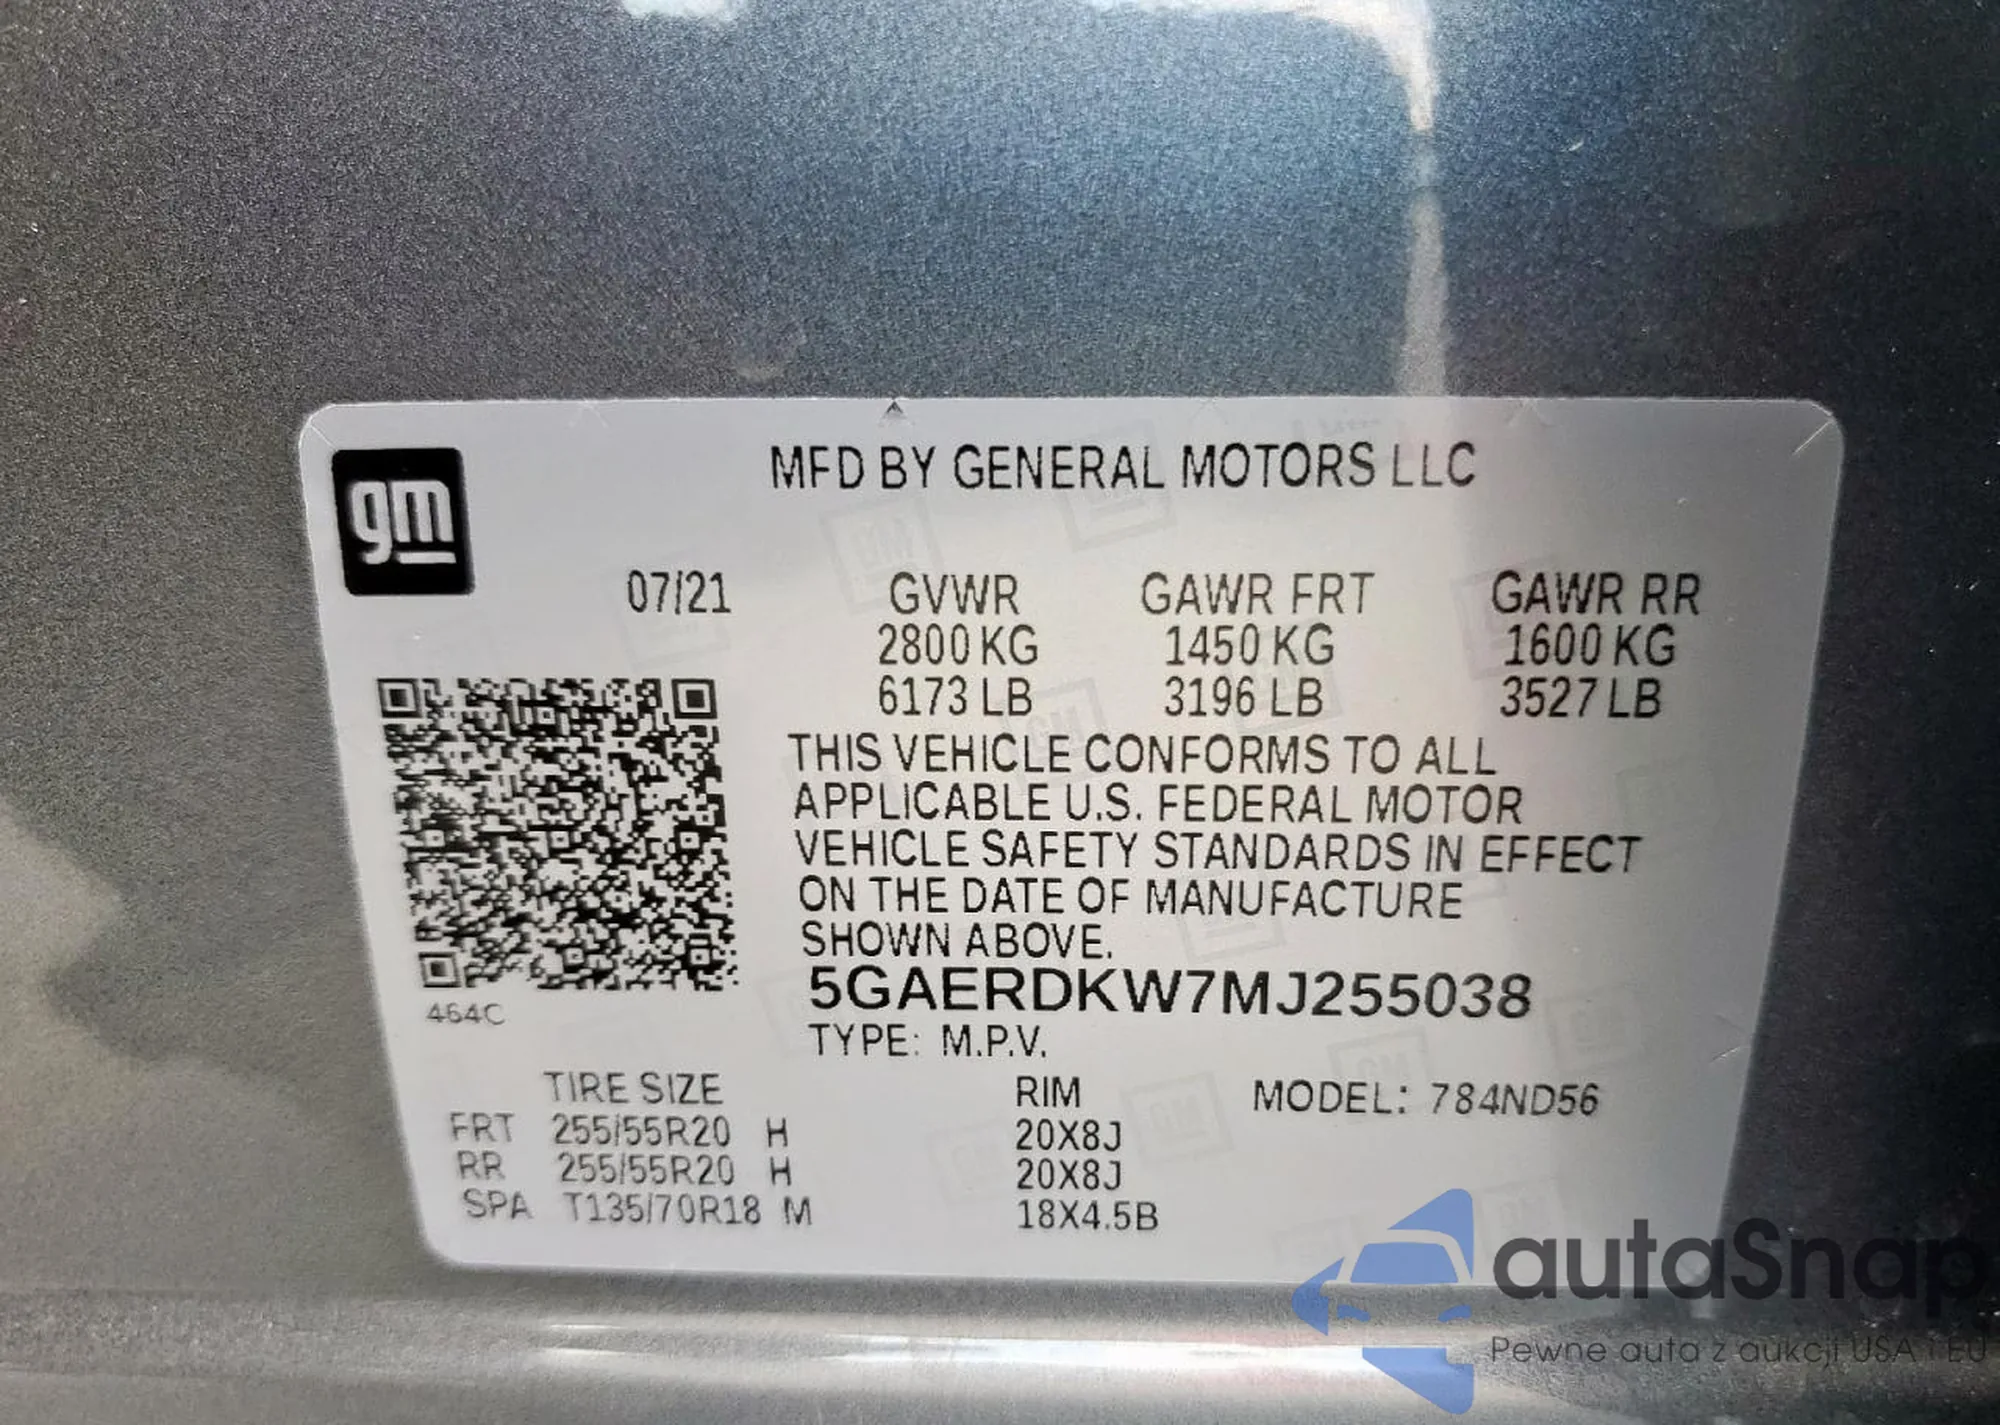 gm
MFD BY GENERAL MOTORS LLC
07/21 GVWR GAWR FRT GAWR RR
2800 KG 1450 KG 1600 KG
6173 LB 3196 LB 3527 LB
THIS VEHICLE CONFORMS TO ALL
APPLICABLE U.S. FEDERAL MOTOR
VEHICLE SAFETY STANDARDS IN EFFECT
ON THE DATE OF MANUFACTURE
SHOWN ABOVE.
5GAERDKW7MJ255038
464C
TYPE: M.P.V.
TIRE SIZE RIM MODEL: 784ND56
FRT 255/55R20 H 20X8J
RR 255/55R20 H 20X8J
SPA T135/70R18 M 18X4.5B
autaSnap
Pewne auta z aukcji USA i EU